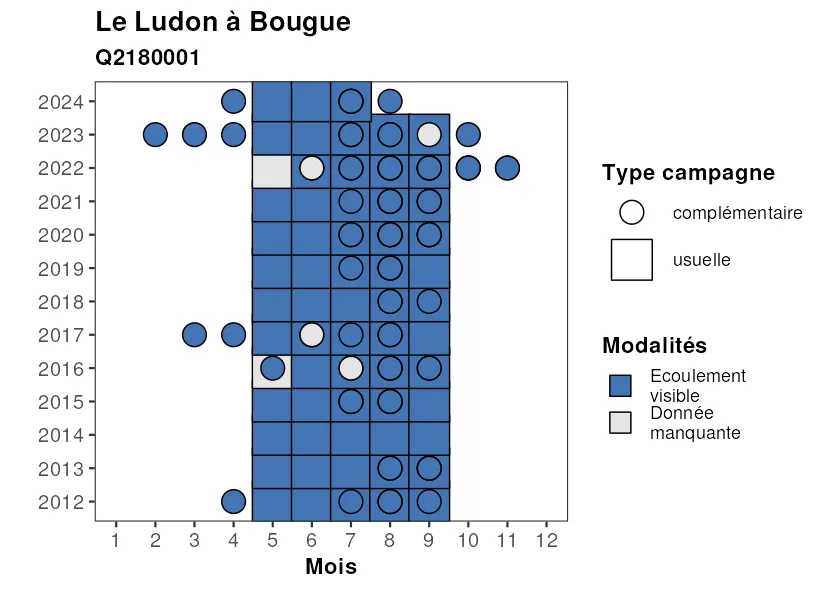 Le Ludon à Bougue
Q2180001
2024
2023
2022
2021
2020
2019
2018
2017
2016
2015
2014
2013
2012
1 2 3 4 5 6 7 8 9 10 11 12
Mois
Type campagne
complémentaire
usuelle
Modalités
Ecoulement
visible
Donnée
manquante